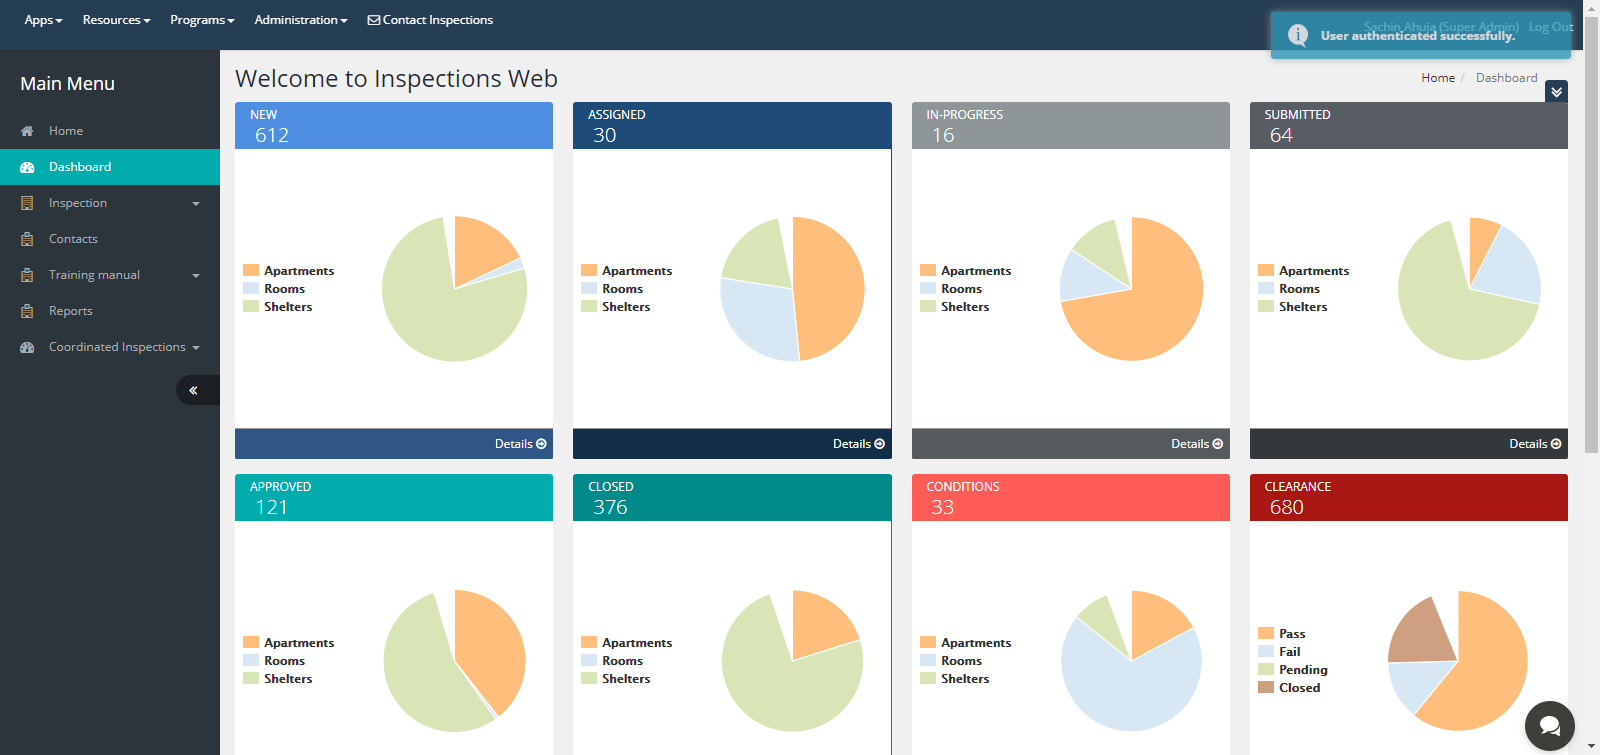 Apps Resources Programs Administration Contact Inspections
Sachin Ahuja (Super Admin) Log Out
User authenticated successfully.
Main Menu
Home
Dashboard
Inspection
Contacts
Training manual
Reports
Coordinated Inspections
Welcome to Inspections Web
Home / Dashboard
NEW
612
Apartments
Rooms
Shelters
Details
ASSIGNED
30
Apartments
Rooms
Shelters
Details
IN-PROGRESS
16
Apartments
Rooms
Shelters
Details
SUBMITTED
64
Apartments
Rooms
Shelters
Details
APPROVED
121
Apartments
Rooms
Shelters
CLOSED
376
Apartments
Rooms
Shelters
CONDITIONS
33
Apartments
Rooms
Shelters
CLEARANCE
680
Pass
Fail
Pending
Closed